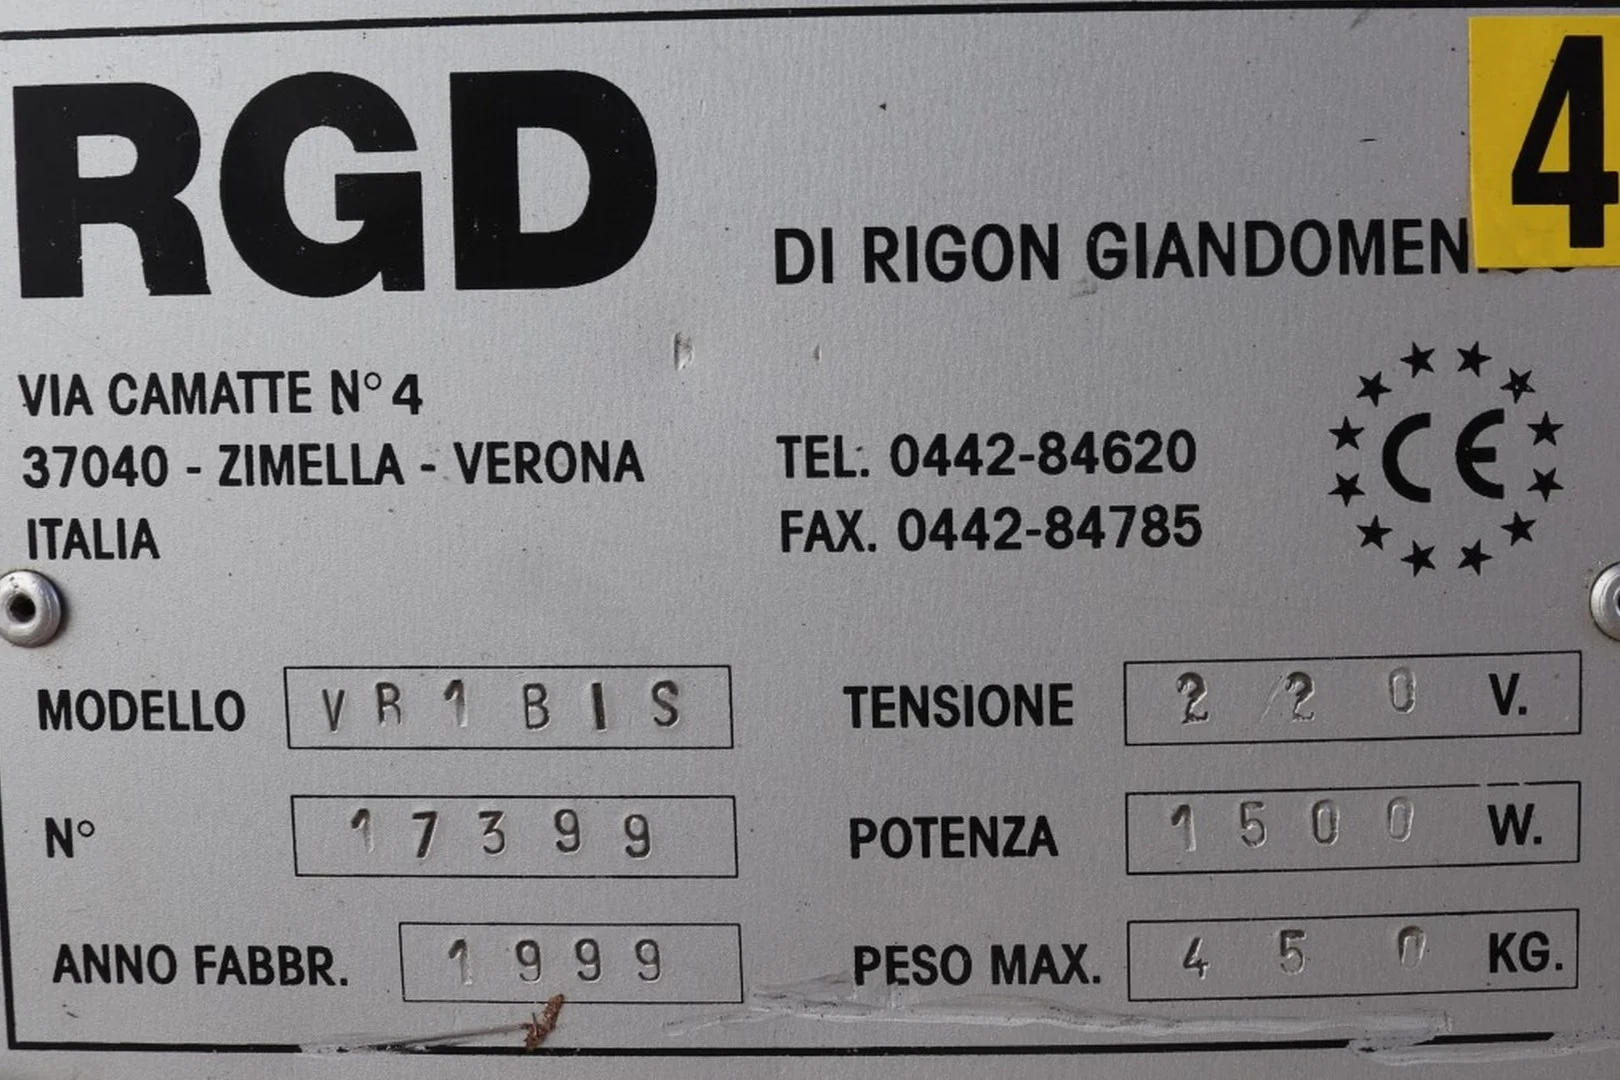 RGD
4
DI RIGON GIANDOMENICO
VIA CAMATTE N° 4
37040 - ZIMELLA - VERONA
ITALIA
TEL. 0442-84620
FAX. 0442-84785
CE
MODELLO VR1BIS
TENSIONE 220 V.
N° 17399
POTENZA 1500 W.
ANNO FABBR. 1999
PESO MAX. 450 KG.